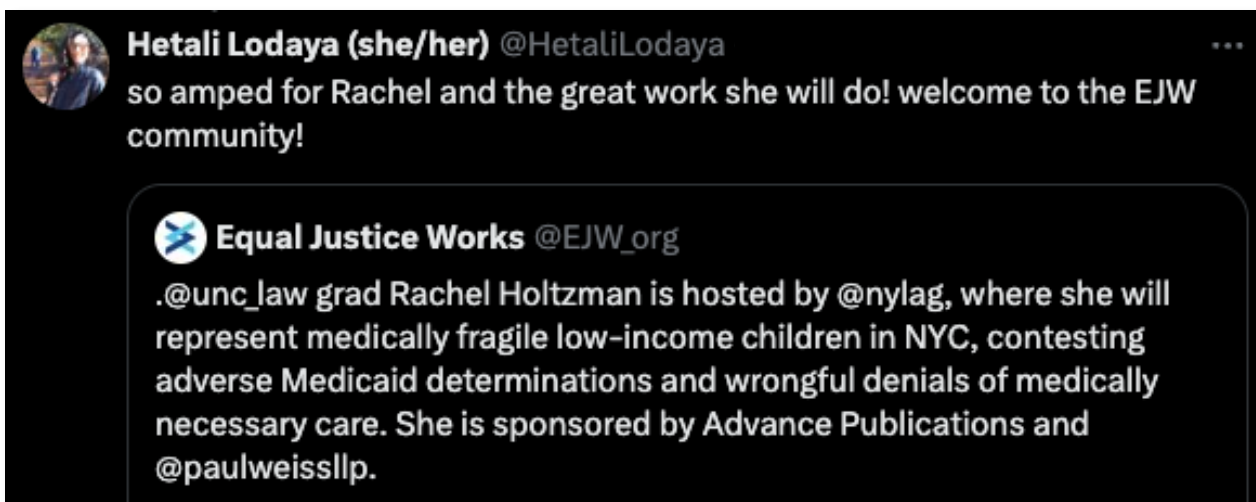 Hetali Lodaya (she/her) @HetaliLodaya
so amped for Rachel and the great work she will do! welcome to the EJW
community!
Equal Justice Works @EJW_org
.@unc_law grad Rachel Holtzman is hosted by @nylag, where she will
represent medically fragile low-income children in NYC, contesting
adverse Medicaid determinations and wrongful denials of medically
necessary care. She is sponsored by Advance Publications and
@paulweissllp.